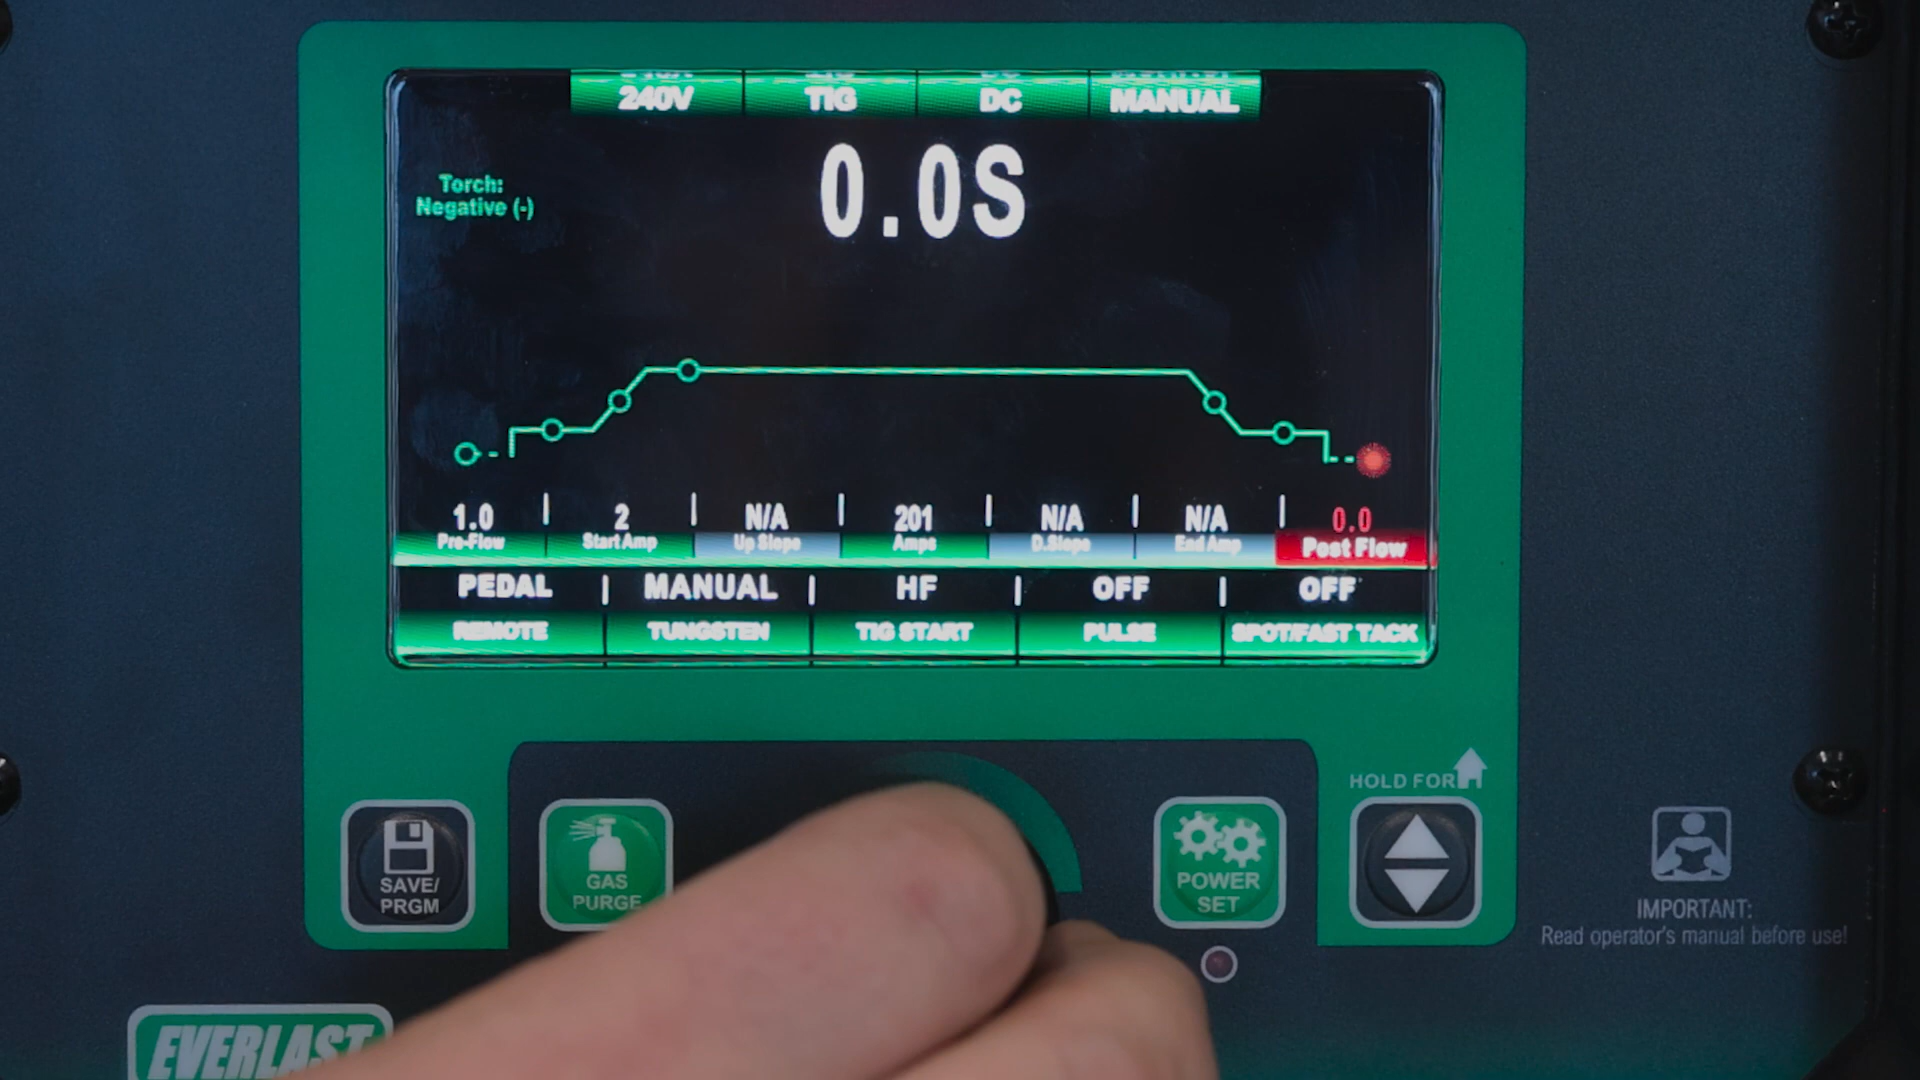 240V TIG DC MANUAL
0.0S
Torch:
Negative (-)
1.0 2 N/A 201 N/A N/A 0.0
Pre-Flow Start Amp Up Slope Amps D.Slope End Amp Post Flow
PEDAL MANUAL HF OFF OFF
REMOTE TUNGSTEN TIG START PULSE SPOT/FAST TACK
HOLD FOR
SAVE/
PRGM
GAS
PURGE
POWER
SET
IMPORTANT:
Read operator's manual before use!
EVERLAST